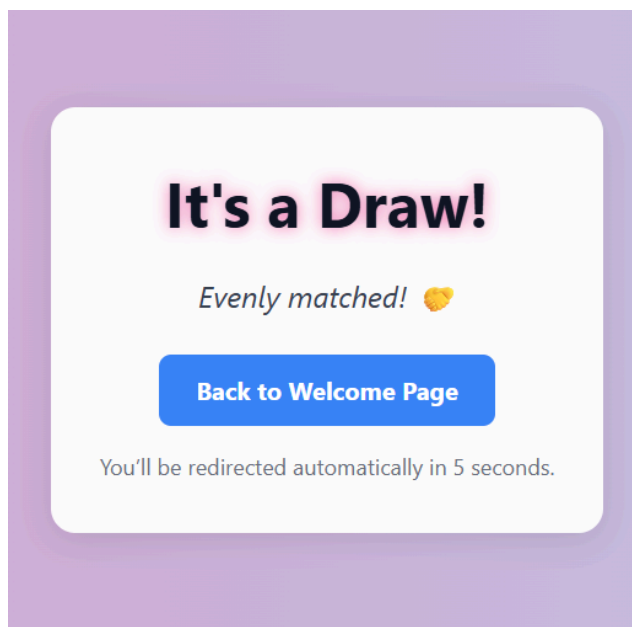 It's a Draw!
Evenly matched! 🤝
Back to Welcome Page
You’ll be redirected automatically in 5 seconds.